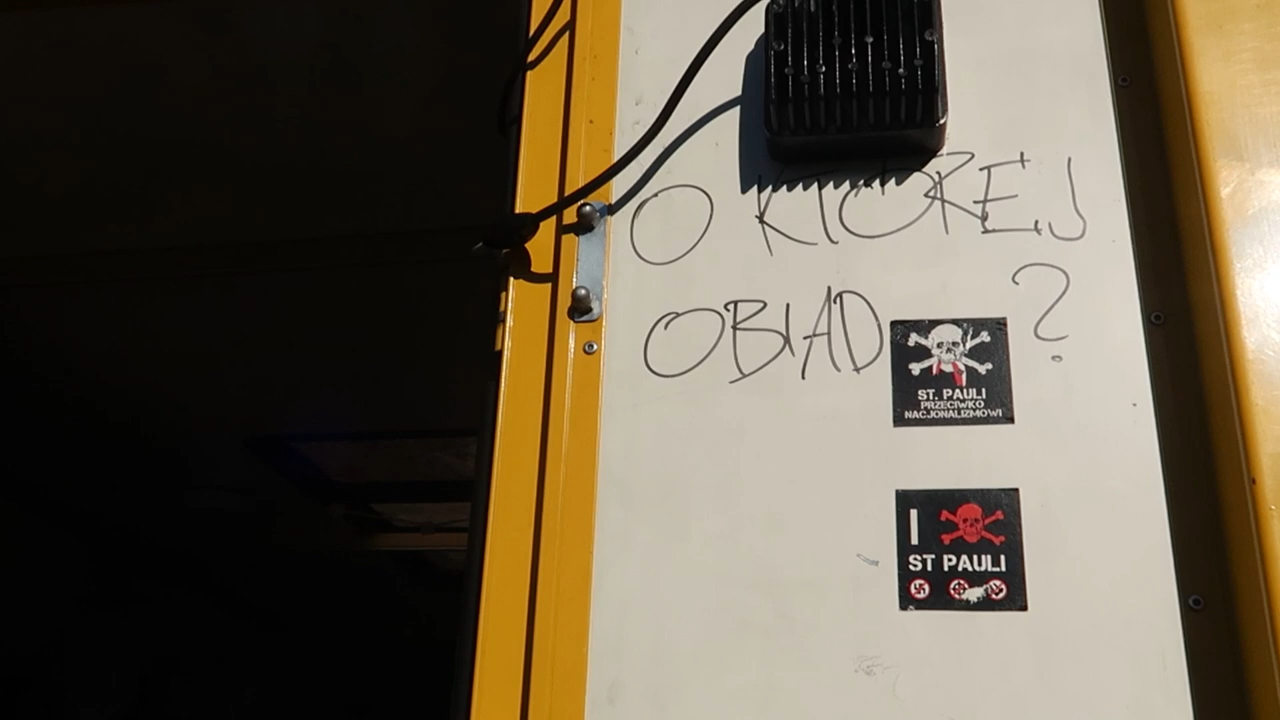 O KTÓREJ
OBIAD ?
ST. PAULI
PRZECIWKO
NACJONALIZMOWI
I
ST PAULI